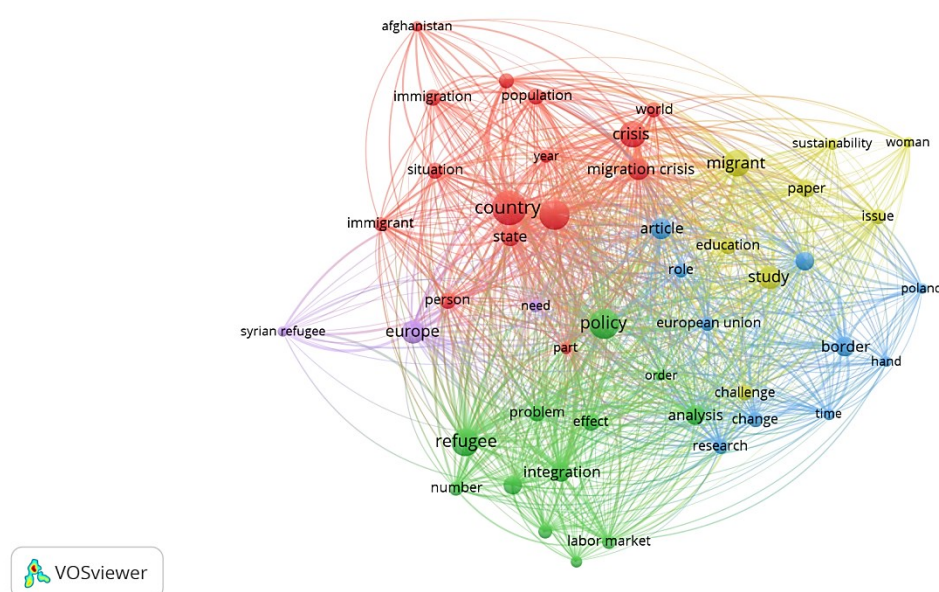 afghanistan
immigration
population
world
crisis
sustainability
woman
year
migration crisis
migrant
situation
paper
country
issue
immigrant
state
article
education
role
study
poland
person
need
syrian refugee
europe
policy
european union
part
border
hand
order
challenge
problem
effect
analysis
change
time
refugee
research
integration
number
labor market
VOSviewer